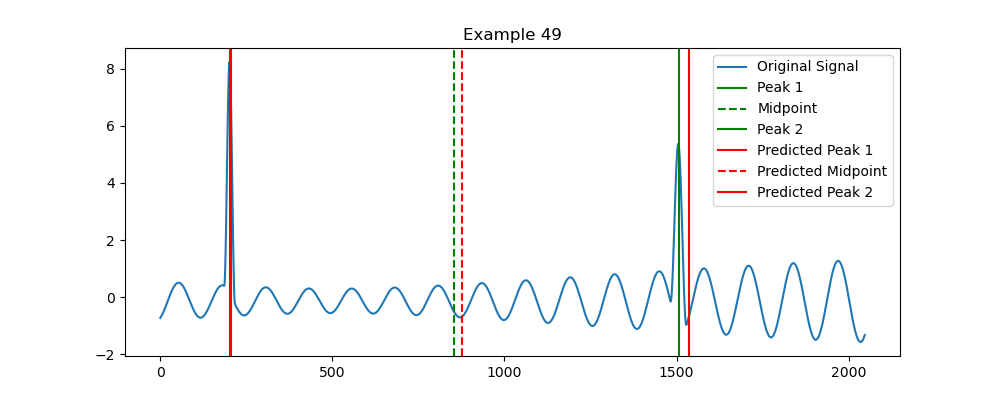 Example 49
8
6
4
2
0
−2
0
500
1000
1500
2000
Original Signal
Peak 1
Midpoint
Peak 2
Predicted Peak 1
Predicted Midpoint
Predicted Peak 2